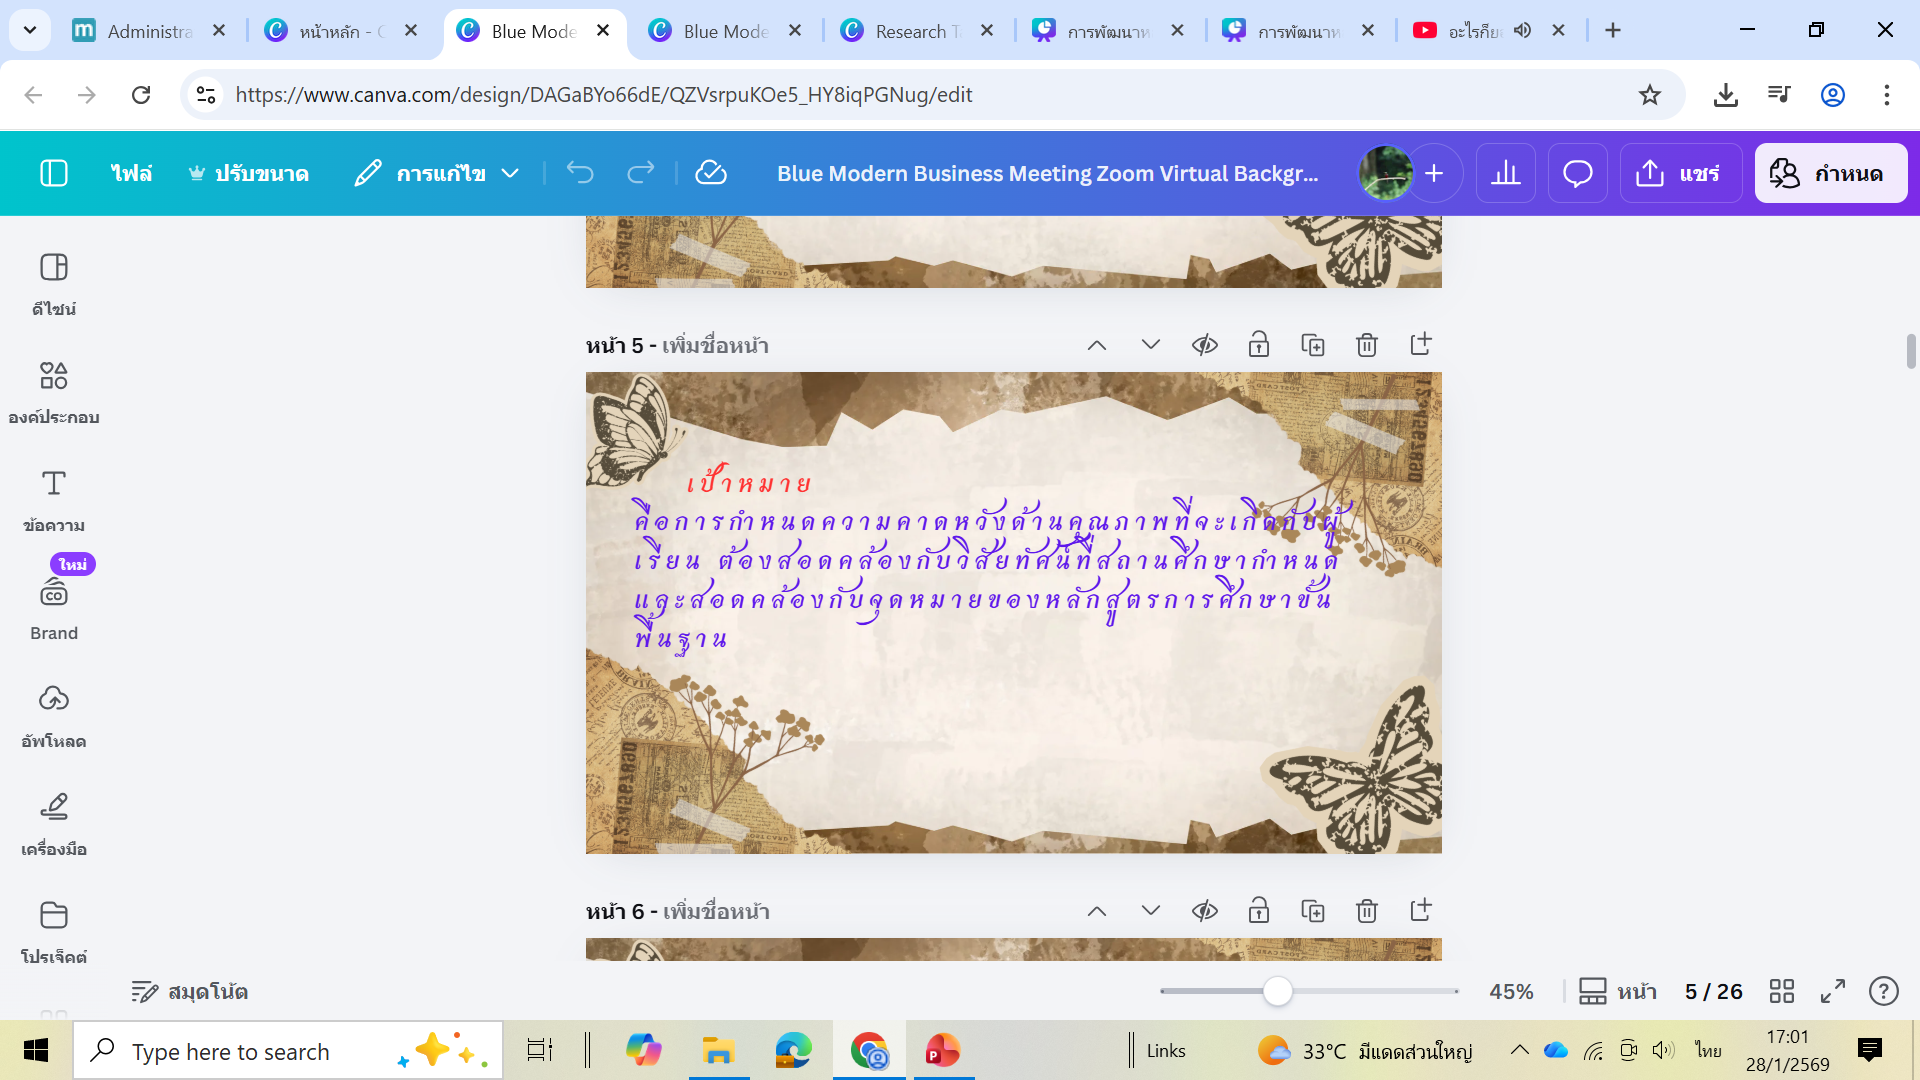 Administra
หน้าหลัก - C
Blue Mode
Blue Mode
Research T
การพัฒนาห
การพัฒนาห
อะไรก็ย
https://www.canva.com/design/DAGaBYo66dE/QZVsrpuKOe5_HY8iqPGNug/edit
ไฟล์
ปรับขนาด
การแก้ไข
Blue Modern Business Meeting Zoom Virtual Backgr...
แชร์
กำหนด
ดีไซน์
องค์ประกอบ
ข้อความ
ใหม่
Brand
อัพโหลด
เครื่องมือ
โปรเจ็คต์
หน้า 5 - เพิ่มชื่อหน้า
เป้าหมาย
คือการกำหนดความคาดหวังด้านคุณภาพที่จะเกิดกับผู้
เรียน ต้องสอดคล้องกับวิสัยทัศน์ที่สถานศึกษากำหนด
และสอดคล้องกับจุดหมายของหลักสูตรการศึกษาขั้น
พื้นฐาน
หน้า 6 - เพิ่มชื่อหน้า
สมุดโน้ต
45%
หน้า
5 / 26
Type here to search
Links
33°C มีแดดส่วนใหญ่
ไทย
17:01
28/1/2569